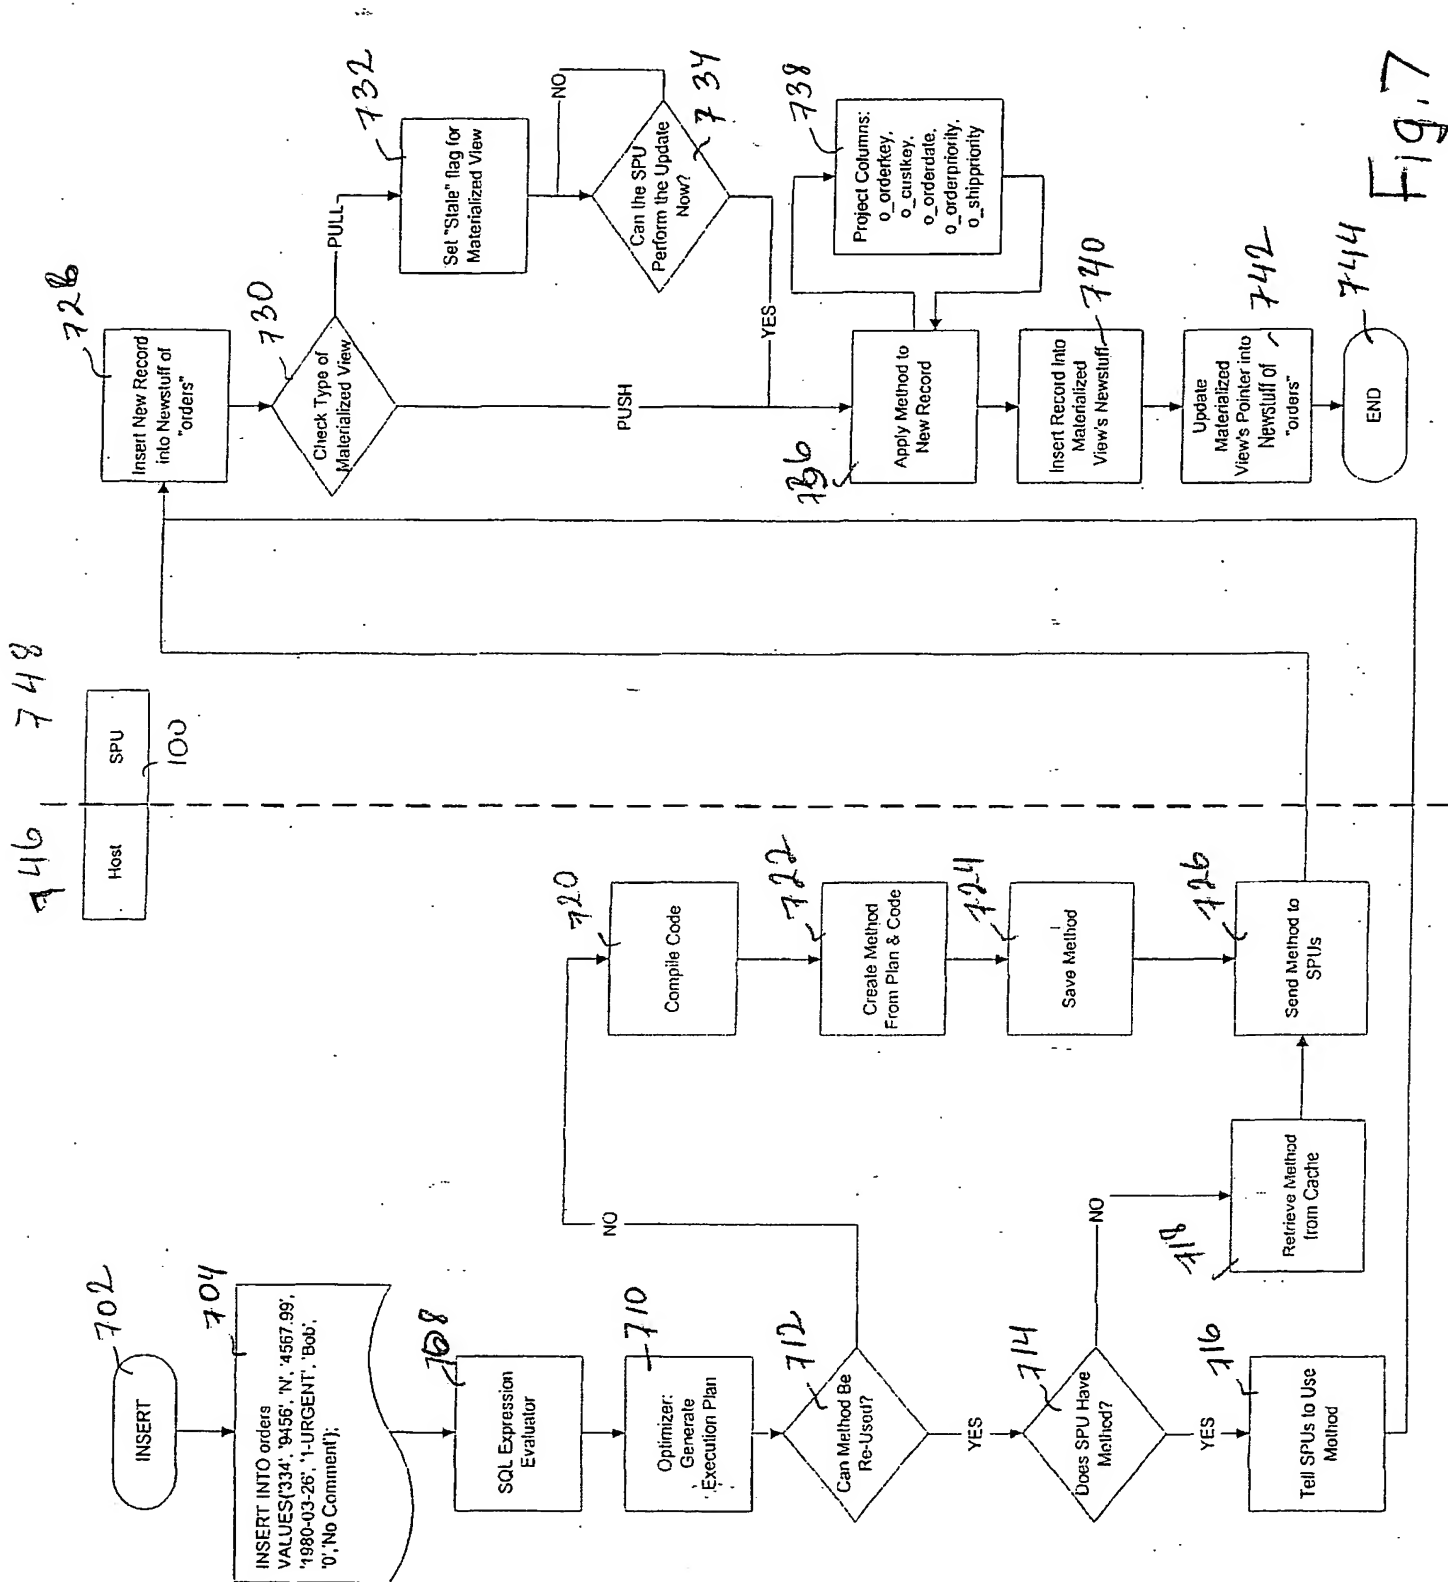 746
748
Host
SPU
100
702
INSERT
704
INSERT INTO orders
VALUES('334', '9456', 'N', '4567.99',
'1980-03-26', '1-URGENT', 'Bob',
'0','No Comment');
708
SQL Expression
Evaluator
710
Optimizer:
Generate
Execution Plan
712
Can Method Be
Re-Used?
NO
YES
714
Does SPU Have
Method?
NO
YES
716
Tell SPUs to Use
Method
718
Retrieve Method
from Cache
720
Compile Code
722
Create Method
From Plan & Code
724
Save Method
726
Send Method to
SPUs
728
Insert New Record
into Newstuff of
"orders"
730
Check Type of
Materialized View
PULL
PUSH
732
Set "Stale" flag for
Materialized View
734
Can the SPU
Perform the Update
Now?
NO
YES
736
Apply Method to
New Record
738
Project Columns:
o_orderkey,
o_custkey,
o_orderdate,
o_orderpriority,
o_shippriority
740
Insert Record Into
Materialized
View's Newstuff
742
Update
Materialized
View's Pointer into
Newstuff of
"orders"
744
END
Fig.7